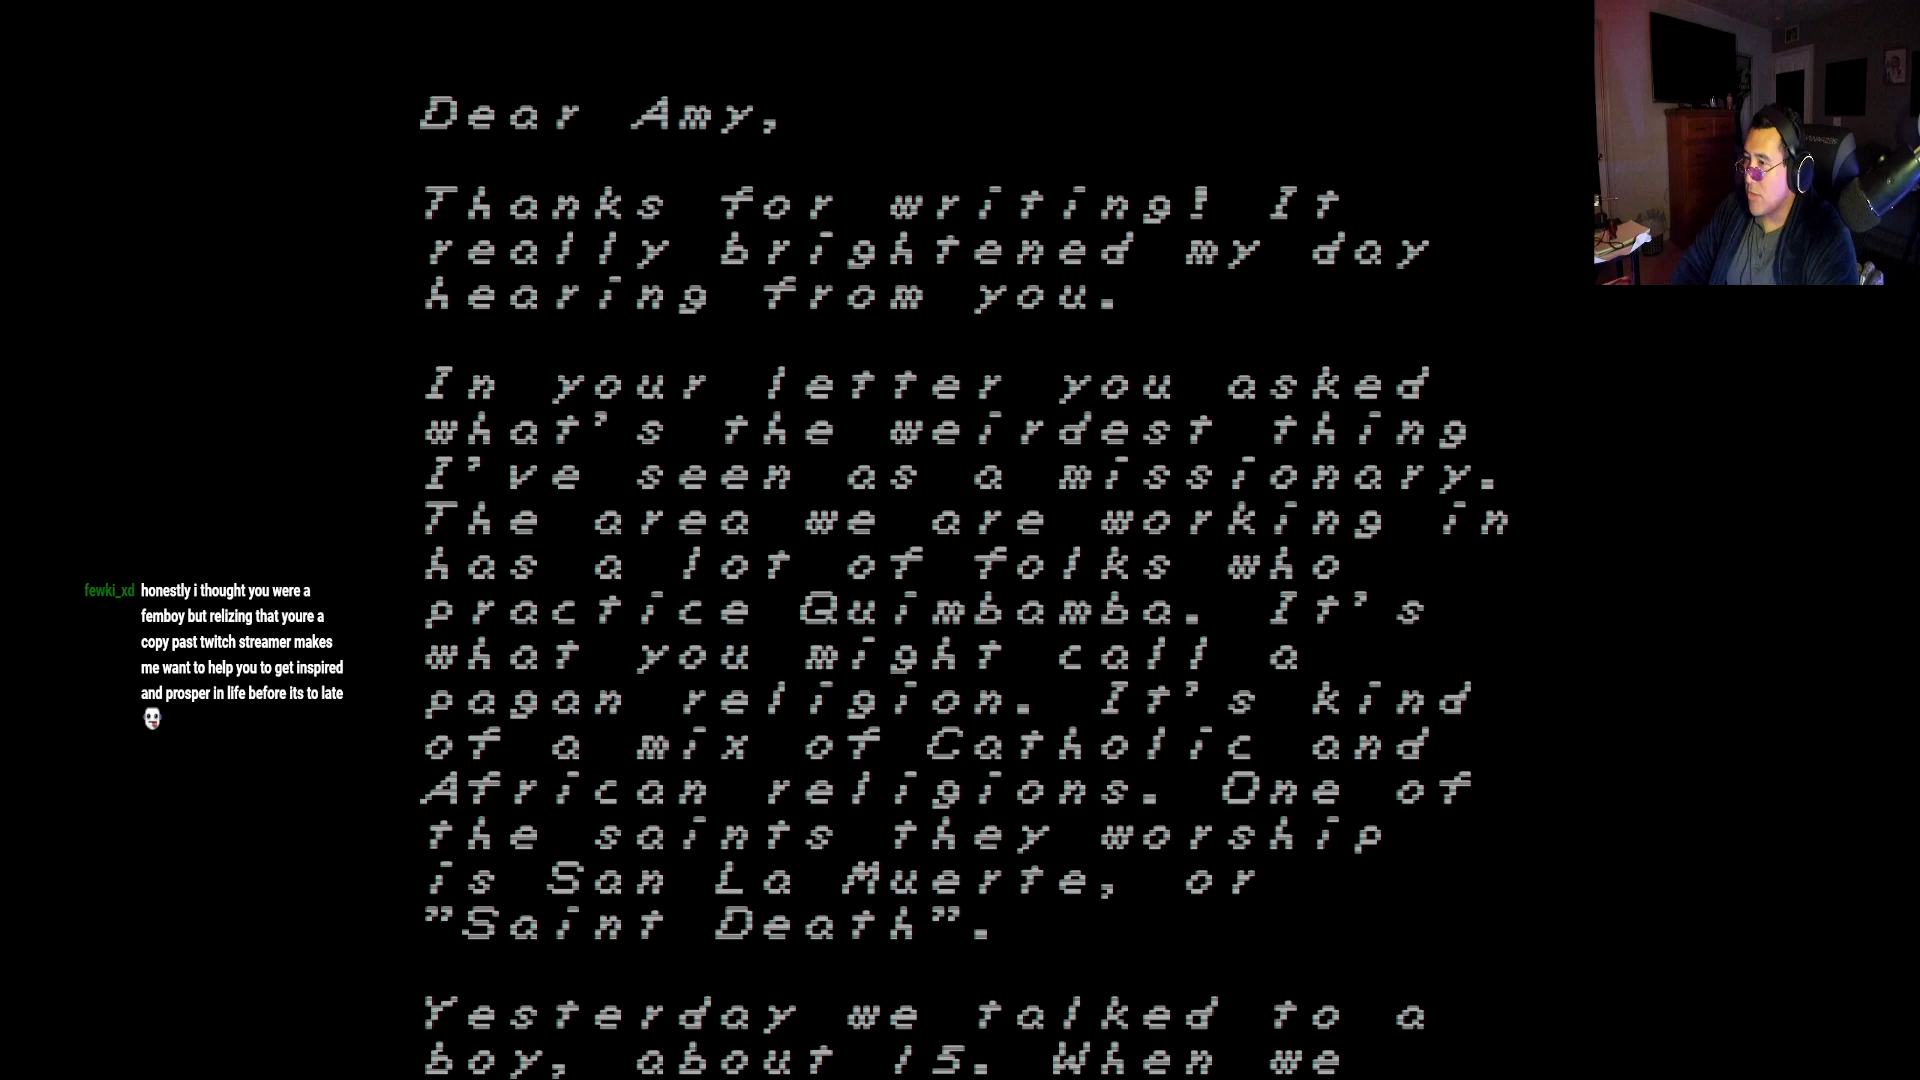 Dear Amy,
Thanks for writing! It
really brightened my day
hearing from you.
In your letter you asked
what's the weirdest thing
I've seen as a missionary.
The area we are working in
has a lot of folks who
practice Quimbamba. It's
what you might call a
pagan religion. It's kind
of a mix of Catholic and
African religions. One of
the saints they worship
is San La Muerte, or
"Saint Death".
Yesterday we talked to a
boy, about 15. When we
fewki_xd honestly i thought you were a
femboy but relizing that youre a
copy past twitch streamer makes
me want to help you to get inspired
and prosper in life before its to late